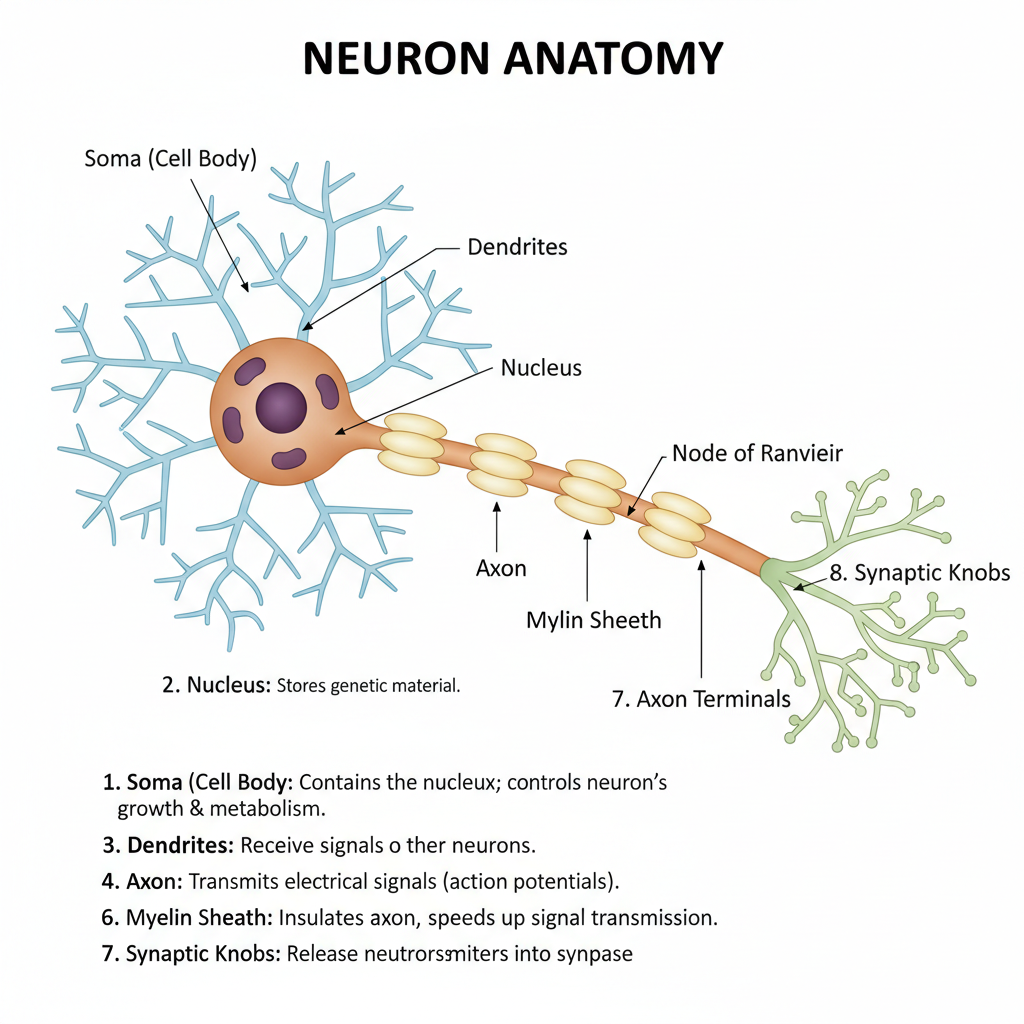 NEURON ANATOMY
Soma (Cell Body)
Dendrites
Nucleus
Node of Ranvieir
Axon
8. Synaptic Knobs
Mylin Sheeth
2. Nucleus: Stores genetic material.
7. Axon Terminals
1. Soma (Cell Body: Contains the nucleux; controls neuron's
growth & metabolism.
3. Dendrites: Receive signals o ther neurons.
4. Axon: Transmits electrical signals (action potentials).
6. Myelin Sheath: Insulates axon, speeds up signal transmission.
7. Synaptic Knobs: Release neutrorsmiters into synpase